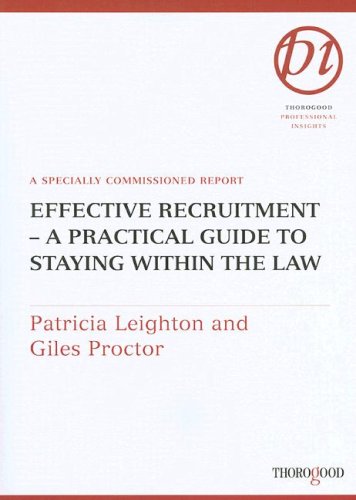 pi
THOROGOOD
PROFESSIONAL
INSIGHTS
A SPECIALLY COMMISSIONED REPORT
EFFECTIVE RECRUITMENT
– A PRACTICAL GUIDE TO
STAYING WITHIN THE LAW
Patricia Leighton and
Giles Proctor
THOROGOOD